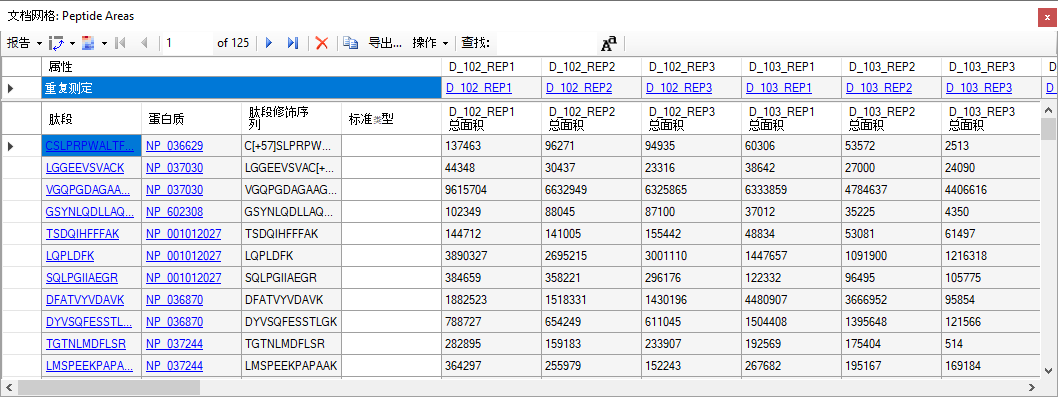 文档网格: Peptide Areas
报告 1 of 125 导出... 操作 查找: Aa
属性 D_102_REP1 D_102_REP2 D_102_REP3 D_103_REP1 D_103_REP2 D_103_REP3 D
重复测定 D_102_REP1 D_102_REP2 D_102_REP3 D_103_REP1 D_103_REP2 D_103_REP3 D
肽段 蛋白质 肽段修饰序列 标准类型 D_102_REP1 总面积 D_102_REP2 总面积 D_102_REP3 总面积 D_103_REP1 总面积 D_103_REP2 总面积 D_103_REP3 总面积
CSLPRPWALTF... NP_036629 C[+57]SLPRPW... 137463 96271 94935 60306 53572 2513
LGGEEVSVACK NP_037030 LGGEEVSVAC[+... 44348 30437 23316 38642 27000 24090
VGQPGDAGAA... NP_037030 VGQPGDAGAAG... 9615704 6632949 6325865 6333859 4784637 4406616
GSYNLQDLLAQ... NP_602308 GSYNLQDLLAQ... 102349 88045 87100 37012 35225 4350
TSDQIHFFFAK NP_001012027 TSDQIHFFFAK 144712 141005 155442 48834 53081 61497
LQPLDFK NP_001012027 LQPLDFK 3890327 2695215 3001110 1447657 1091900 1216318
SQLPGIIAEGR NP_001012027 SQLPGIIAEGR 384659 358221 296176 122332 96495 105775
DFATVYVDAVK NP_036870 DFATVYVDAVK 1882523 1518331 1430196 4480907 3666952 95854
DYVSQFESSTL... NP_036870 DYVSQFESSTLGK 788727 654249 611045 1504408 1395648 121566
TGTNLMDFLSR NP_037244 TGTNLMDFLSR 282895 159183 233907 192569 175404 514
LMSPEEKPAPA... NP_037244 LMSPEEKPAPAAK 364297 255979 152243 267682 195167 169184